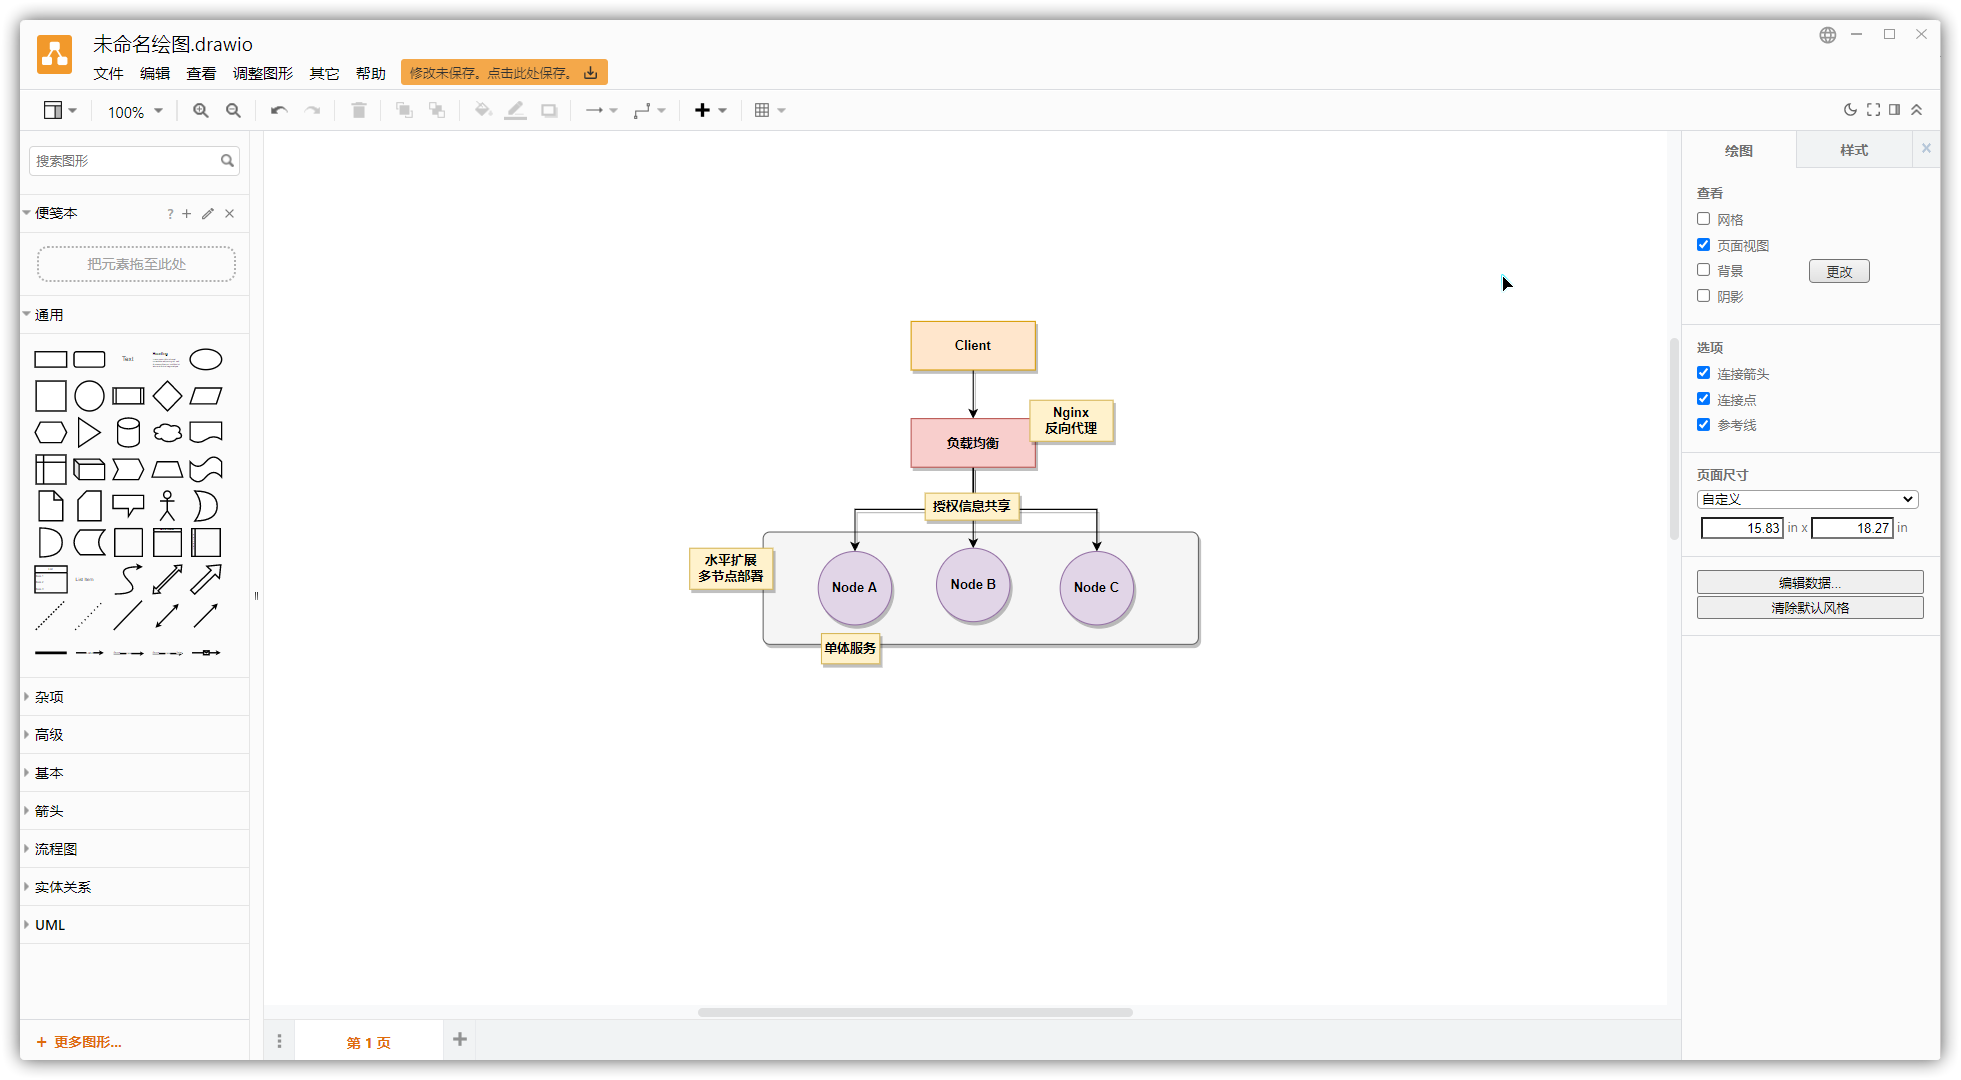 未命名绘图.drawio
文件 编辑 查看 调整图形 其它 帮助 修改未保存。点击此处保存。
100%
搜索图形
便笺本 ?
把元素拖至此处
通用
Text
Heading
List
List Item
杂项
高级
基本
箭头
流程图
实体关系
UML
+ 更多图形...
Client
Nginx
反向代理
负载均衡
授权信息共享
水平扩展
多节点部署
Node A
Node B
Node C
单体服务
第 1 页
绘图 样式
查看
网格
页面视图
背景 更改
阴影
选项
连接箭头
连接点
参考线
页面尺寸
自定义
15.83 in x 18.27 in
编辑数据...
清除默认风格